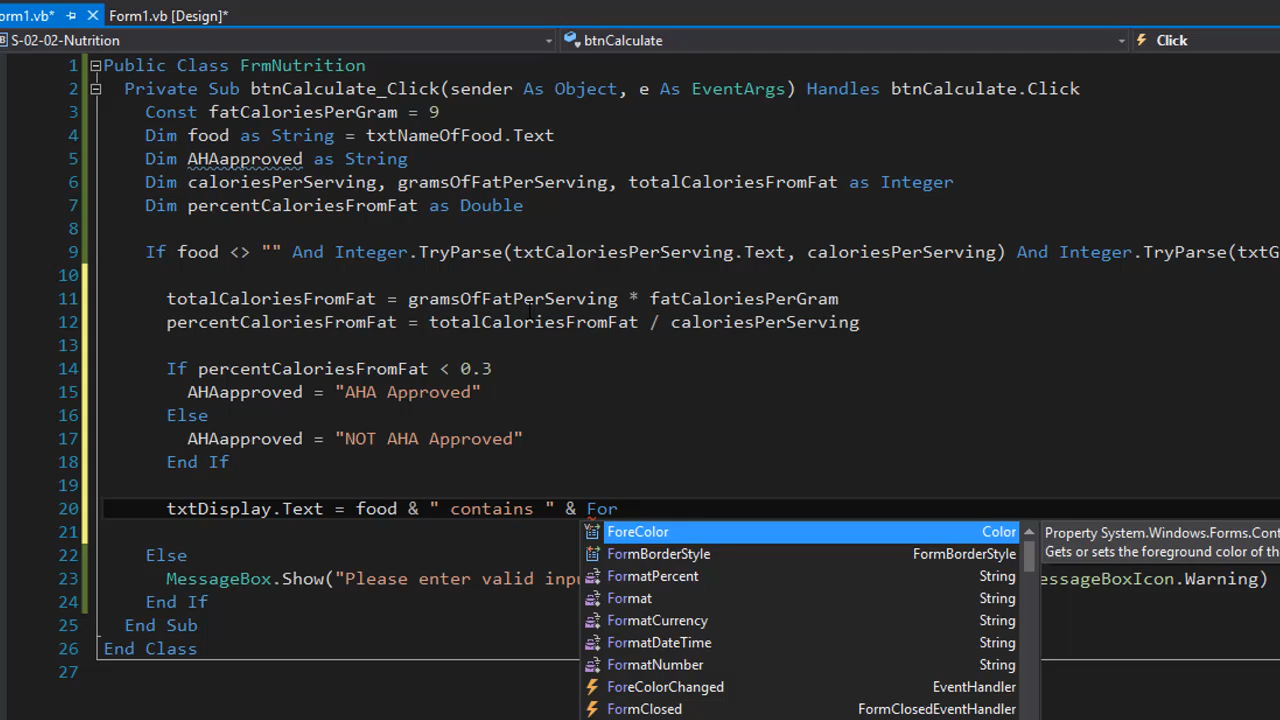 orm1.vb* Form1.vb [Design]*
S-02-02-Nutrition btnCalculate Click
1 Public Class FrmNutrition
2 Private Sub btnCalculate_Click(sender As Object, e As EventArgs) Handles btnCalculate.Click
3 Const fatCaloriesPerGram = 9
4 Dim food as String = txtNameOfFood.Text
5 Dim AHAapproved as String
6 Dim caloriesPerServing, gramsOfFatPerServing, totalCaloriesFromFat as Integer
7 Dim percentCaloriesFromFat as Double
8
9 If food <> "" And Integer.TryParse(txtCaloriesPerServing.Text, caloriesPerServing) And Integer.TryParse(txtG
10
11 totalCaloriesFromFat = gramsOfFatPerServing * fatCaloriesPerGram
12 percentCaloriesFromFat = totalCaloriesFromFat / caloriesPerServing
13
14 If percentCaloriesFromFat < 0.3
15 AHAapproved = "AHA Approved"
16 Else
17 AHAapproved = "NOT AHA Approved"
18 End If
19
20 txtDisplay.Text = food & " contains " & For
21 ForeColor Color Property System.Windows.Forms.Cont
FormBorderStyle FormBorderStyle Gets or sets the foreground color of the
22 Else
FormatPercent String
23 MessageBox.Show("Please enter valid inpu essageBoxIcon.Warning)
24 End If Format String
25 End Sub FormatCurrency String
26 End Class FormatDateTime String
27 FormatNumber String
ForeColorChanged EventHandler
FormClosed FormClosedEventHandler